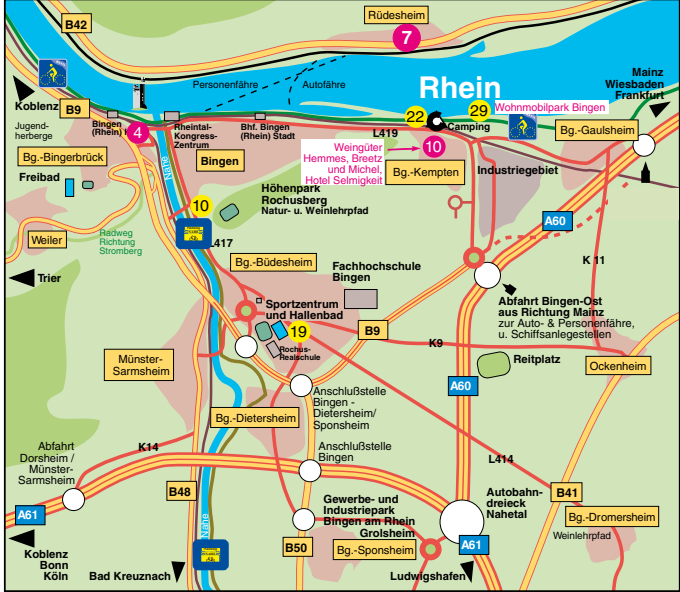 B42
Rüdesheim
7
Personenfähre
Autofähre
Rhein
Mainz
Wiesbaden
Frankfurt
Koblenz
B9
Jugend-
herberge
Bingen
(Rhein)
4
Rheintal-
Kongress-
Zentrum
Bhf. Bingen
(Rhein) Stadt
22
29
Wohnmobilpark Bingen
L419
Camping
Bg.-Gaulsheim
Bg.-Bingerbrück
Bingen
Nahe
Weingüter
Hemmes, Breetz
und Michel,
Hotel Selmigkeit
10
Bg.-Kempten
Industriegebiet
Freibad
Höhenpark
Rochusberg
Natur- u. Weinlehrpfad
10
A60
Weiler
Radweg
Richtung
Stromberg
L417
Bg.-Büdesheim
Fachhochschule
Bingen
K 11
Trier
Sportzentrum
und Hallenbad
19
B9
Abfahrt Bingen-Ost
aus Richtung Mainz
zur Auto- & Personenfähre,
u. Schiffsanlegestellen
Rochus-
Realschule
K9
Münster-
Sarmsheim
Reitplatz
Ockenheim
A60
Anschlußstelle
Bingen -
Dietersheim/
Sponsheim
Bg.-Dietersheim
Abfahrt
Dorsheim /
Münster-
Sarmsheim
K14
Anschlußstelle
Bingen
L414
B48
B41
A61
Gewerbe- und
Industriepark
Bingen am Rhein
Grolsheim
Autobahn-
dreieck
Nahetal
Bg.-Dromersheim
Weinlehrpfad
Nahe
Koblenz
Bonn
Köln
B50
Bg.-Sponsheim
A61
Bad Kreuznach
Ludwigshafen